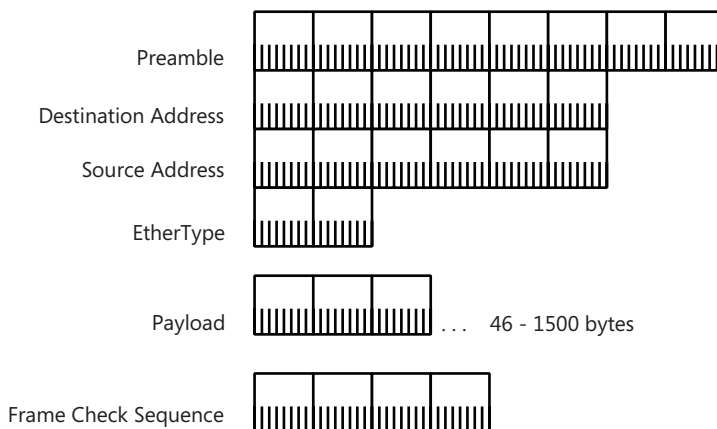 Preamble
Destination Address
Source Address
EtherType
Payload
. . . 46 - 1500 bytes
Frame Check Sequence